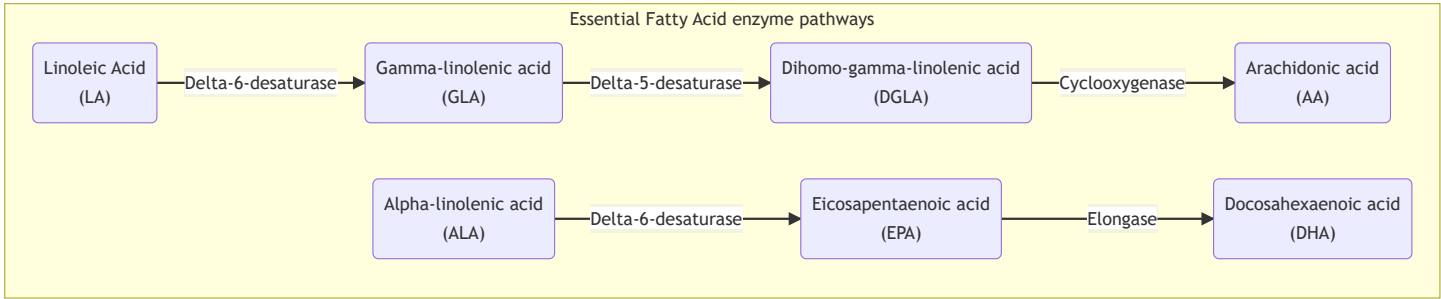 Essential Fatty Acid enzyme pathways
Linoleic Acid
(LA)
Delta-6-desaturase
Gamma-linolenic acid
(GLA)
Delta-5-desaturase
Dihomo-gamma-linolenic acid
(DGLA)
Cyclooxygenase
Arachidonic acid
(AA)
Alpha-linolenic acid
(ALA)
Delta-6-desaturase
Eicosapentaenoic acid
(EPA)
Elongase
Docosahexaenoic acid
(DHA)